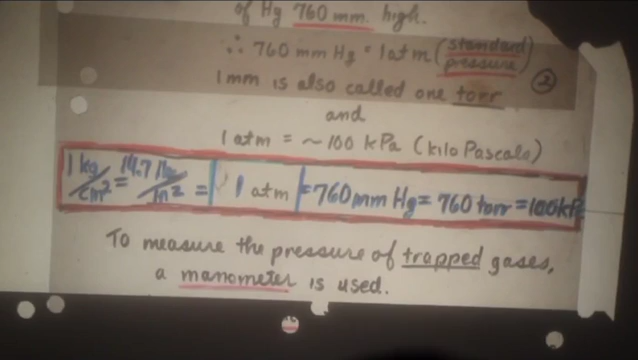 of Hg 760 mm. high.
∴ 760 mm Hg = 1 atm (standard pressure)
1 mm is also called one torr
②
and
1 atm = ~100 kPa (kilo Pascals)
1 kg/cm² = 14.7 lbs/in² = 1 atm = 760 mm Hg = 760 torr = 100 kPa
To measure the pressure of trapped gases,
a manometer is used.